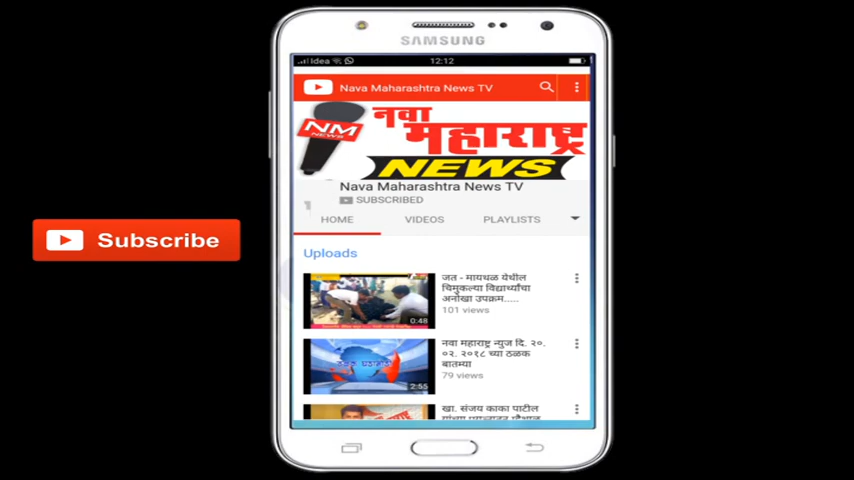 SAMSUNG
Idea 12:12
Nava Maharashtra News TV
NM
NEWS
नवा
महाराष्ट्र
NEWS
Nava Maharashtra News TV
SUBSCRIBED
HOME VIDEOS PLAYLISTS
Subscribe
Uploads
जत - मायथळ येथील
चिमुकल्या विद्यार्थ्यांचा
अनोखा उपक्रम.....
101 views
0:48
नवा महाराष्ट्र न्युज दि. २०.
०२. २०१८ च्या ठळक
बातम्या
79 views
2:55
खा. संजय काका पाटील